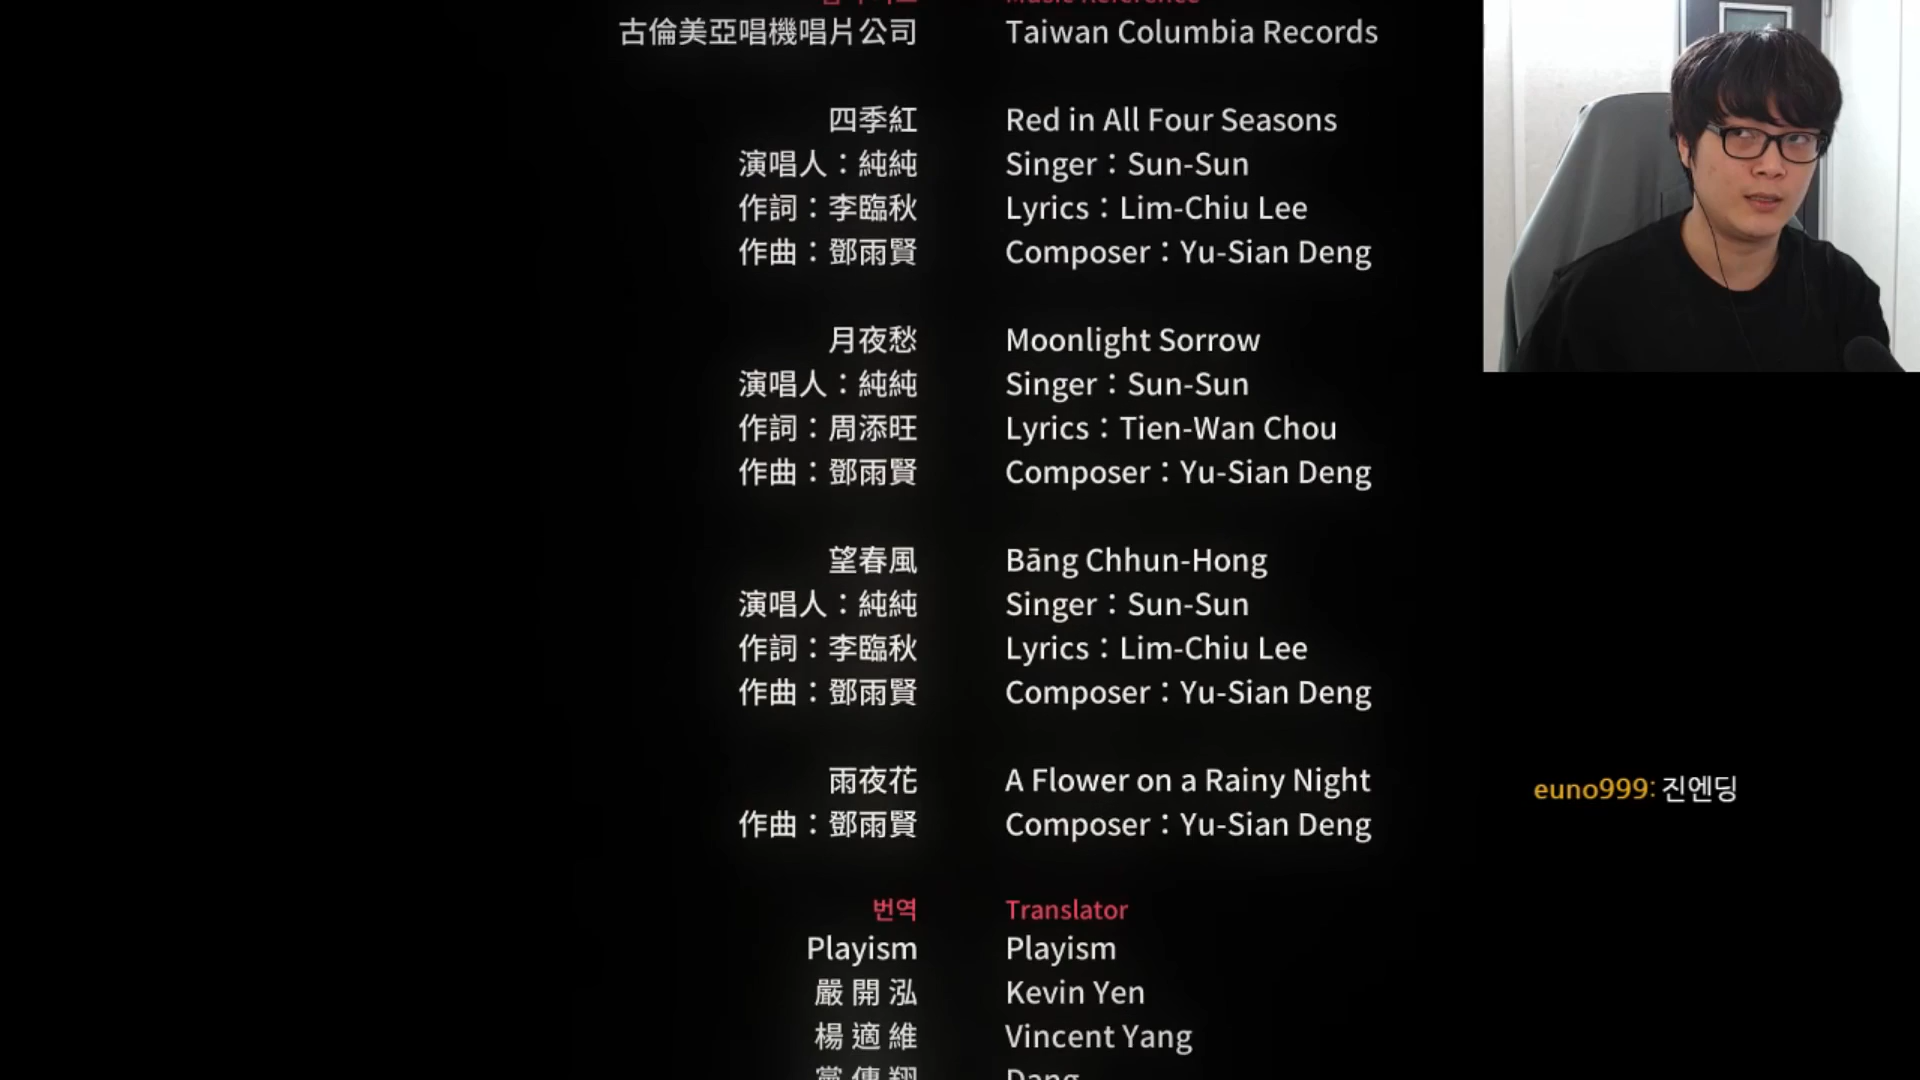 古倫美亞唱機唱片公司 Taiwan Columbia Records
四季紅 Red in All Four Seasons
演唱人：純純 Singer：Sun-Sun
作詞：李臨秋 Lyrics：Lim-Chiu Lee
作曲：鄧雨賢 Composer：Yu-Sian Deng
月夜愁 Moonlight Sorrow
演唱人：純純 Singer：Sun-Sun
作詞：周添旺 Lyrics：Tien-Wan Chou
作曲：鄧雨賢 Composer：Yu-Sian Deng
望春風 Bāng Chhun-Hong
演唱人：純純 Singer：Sun-Sun
作詞：李臨秋 Lyrics：Lim-Chiu Lee
作曲：鄧雨賢 Composer：Yu-Sian Deng
雨夜花 A Flower on a Rainy Night
euno999: 진엔딩
作曲：鄧雨賢 Composer：Yu-Sian Deng
번역 Translator
Playism Playism
嚴 開 泓 Kevin Yen
楊 適 維 Vincent Yang